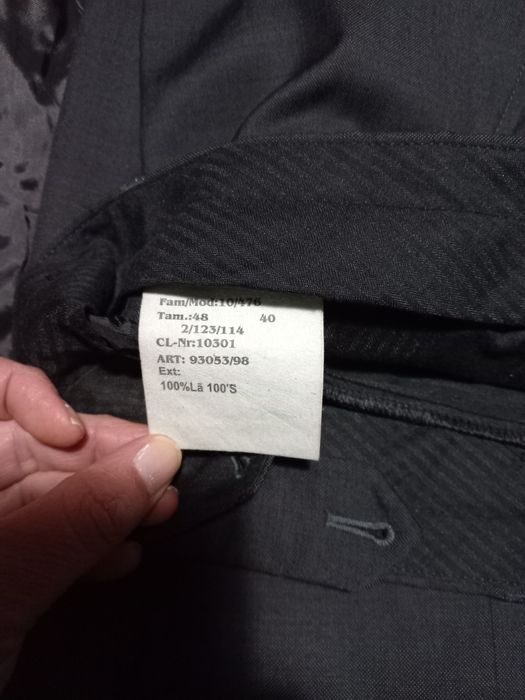 Fam/Mod:10/476
Tam.:48 40
2/123/114
CL-Nr:10301
ART: 93053/98
Ext:
100%Lã 100'S